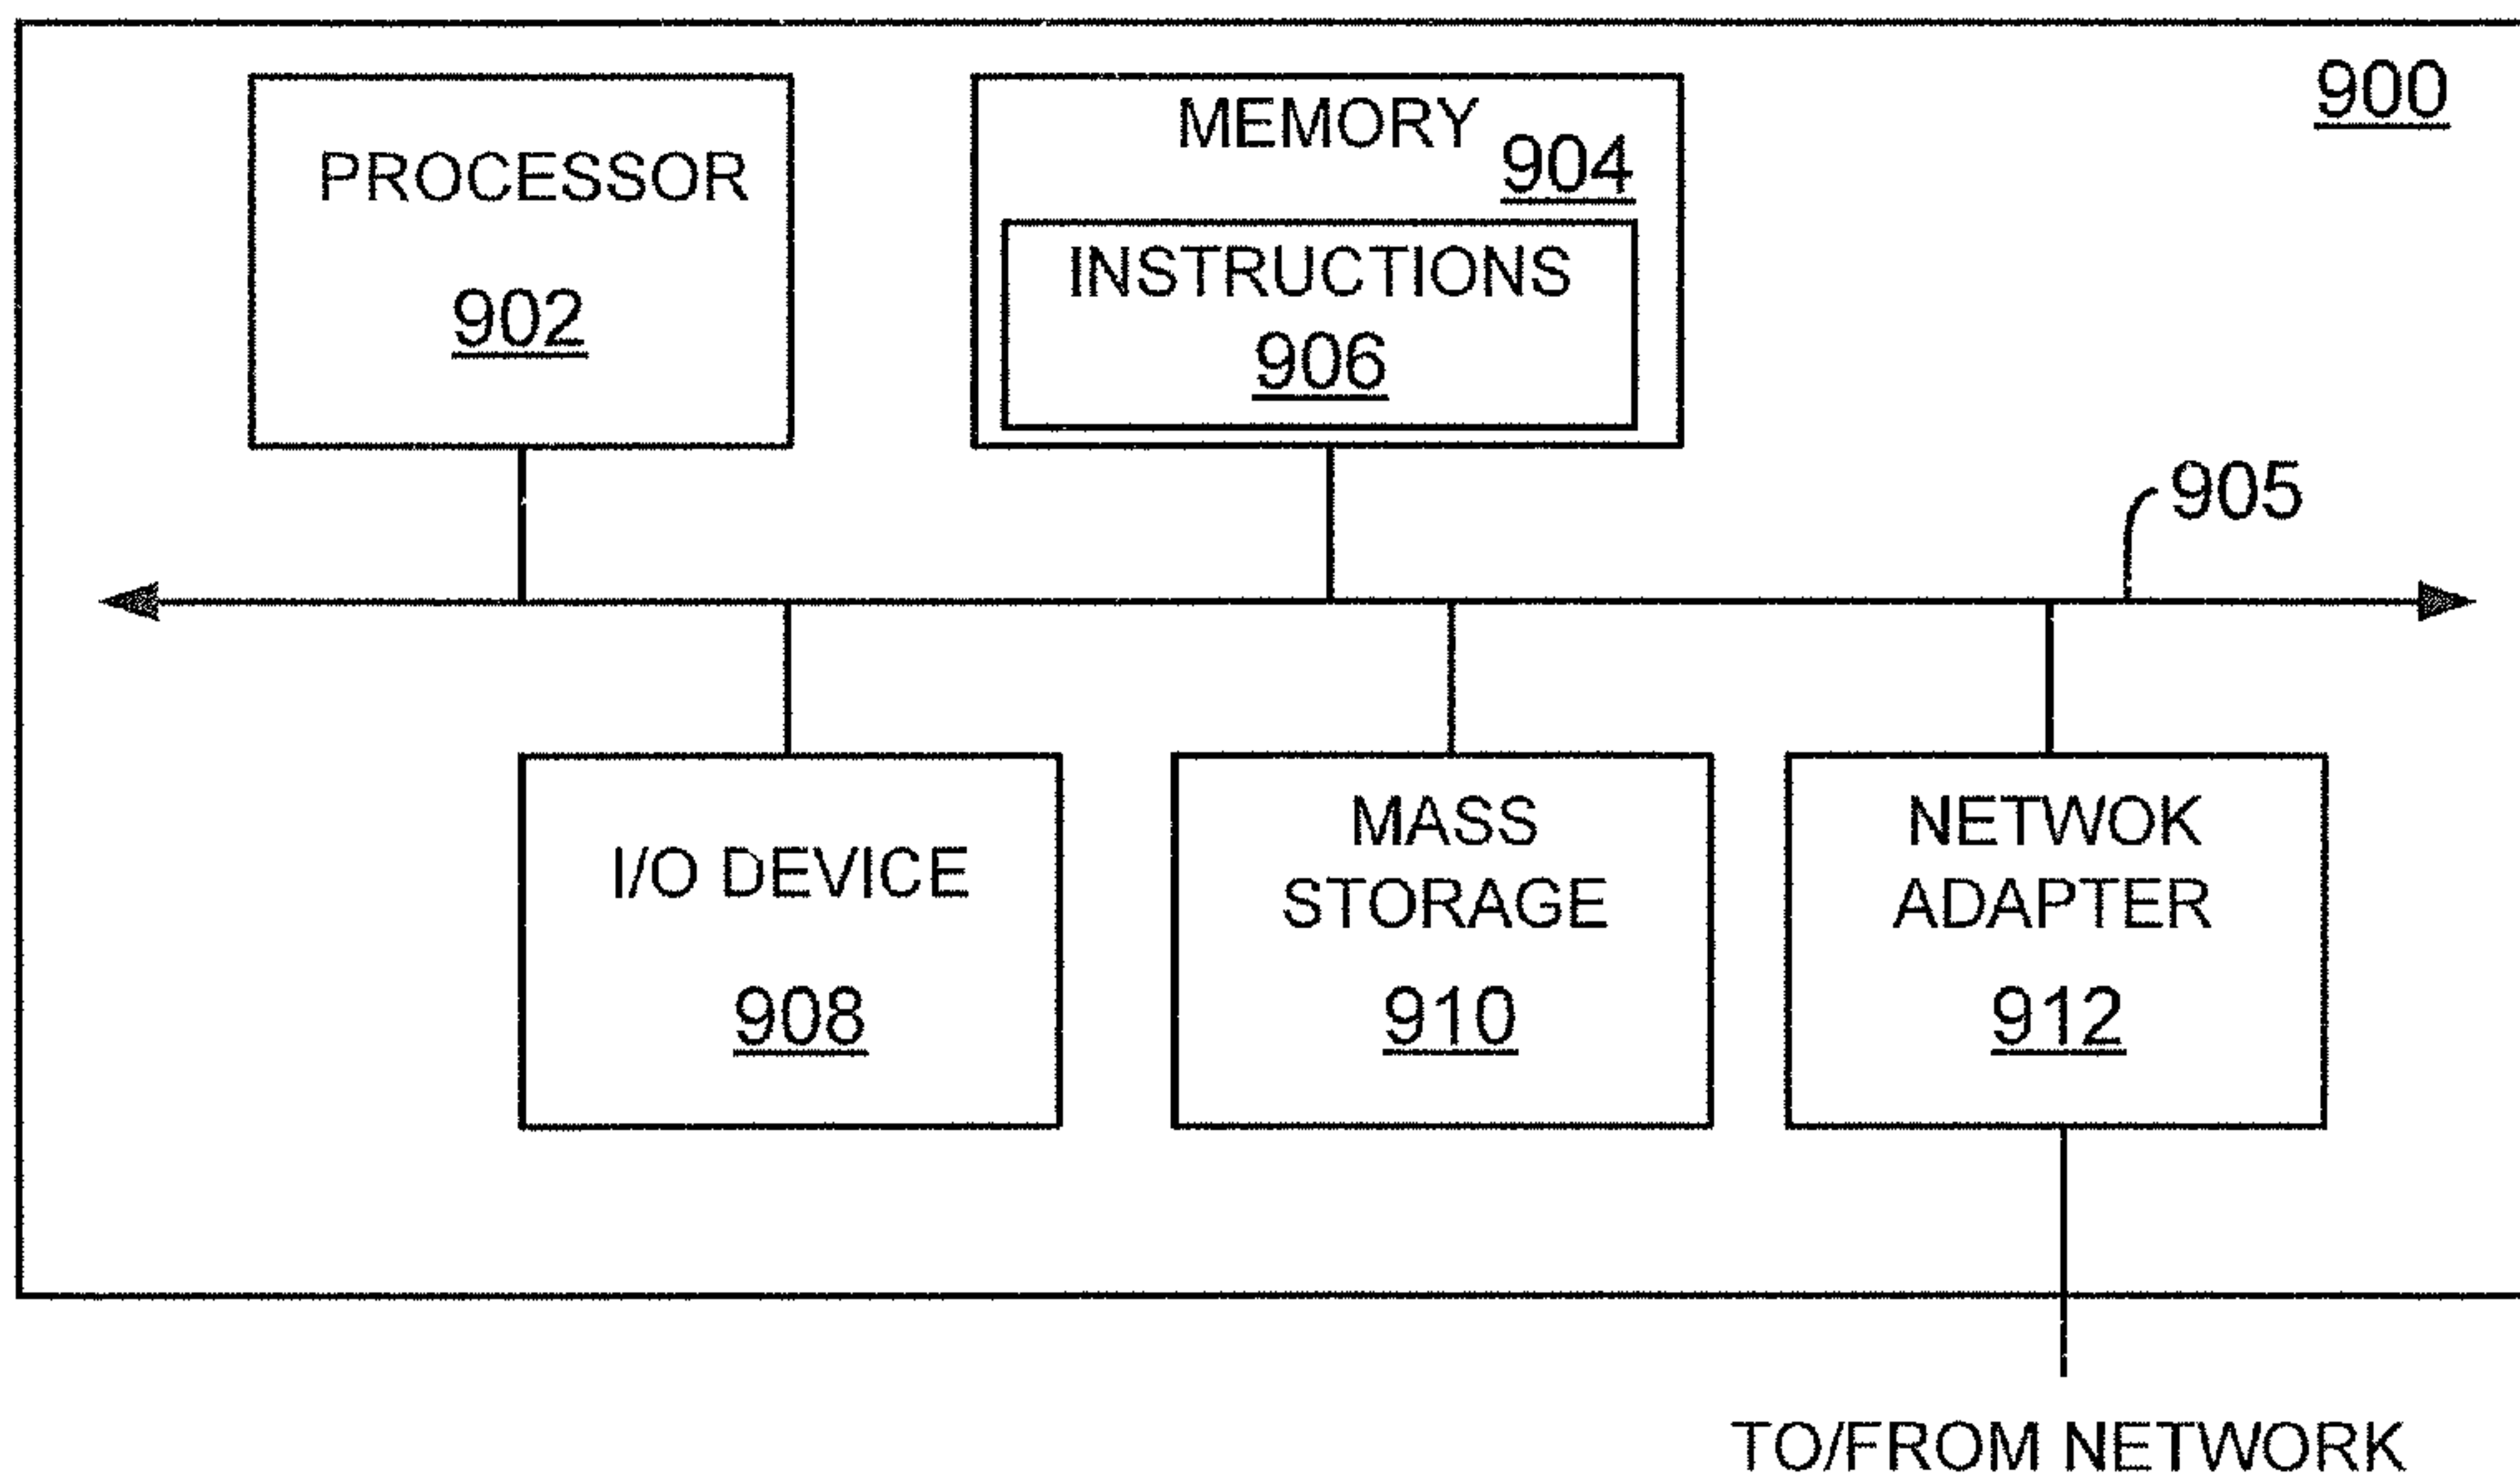 900
PROCESSOR
902
MEMORY
904
INSTRUCTIONS
906
905
I/O DEVICE
908
MASS
STORAGE
910
NETWOK
ADAPTER
912
TO/FROM NETWORK